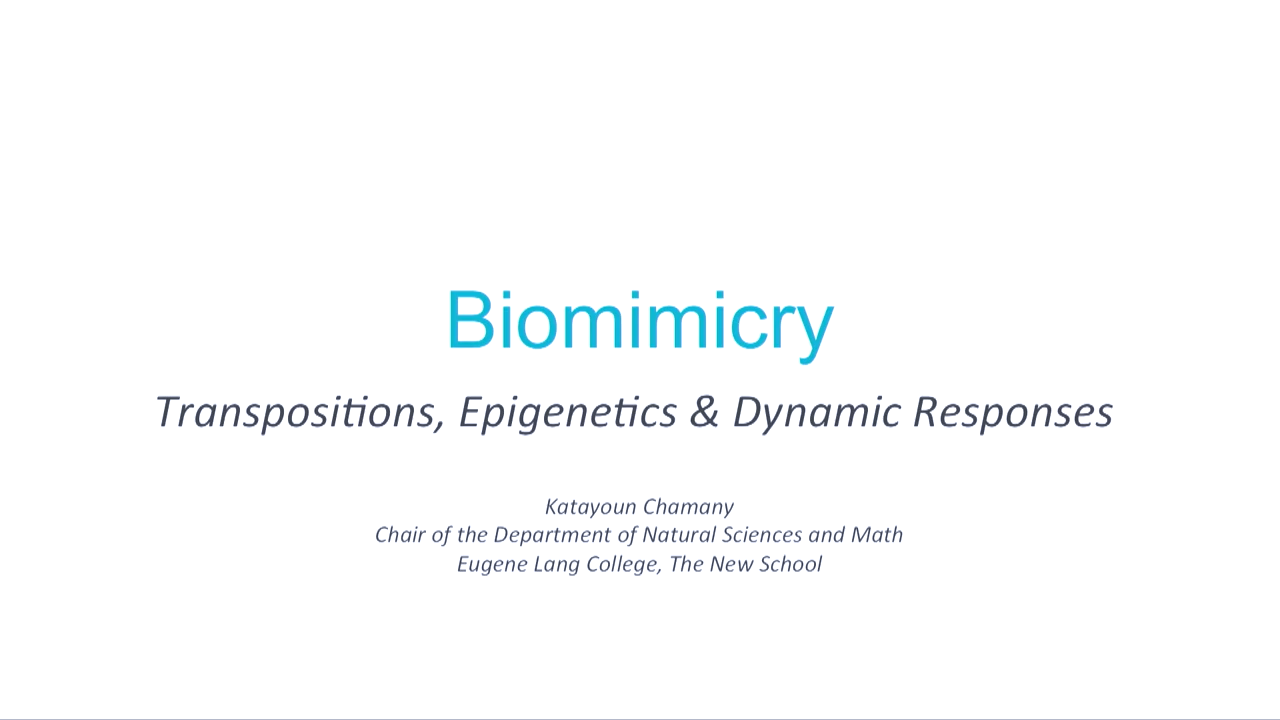 Biomimicry
Transpositions, Epigenetics & Dynamic Responses
Katayoun Chamany
Chair of the Department of Natural Sciences and Math
Eugene Lang College, The New School